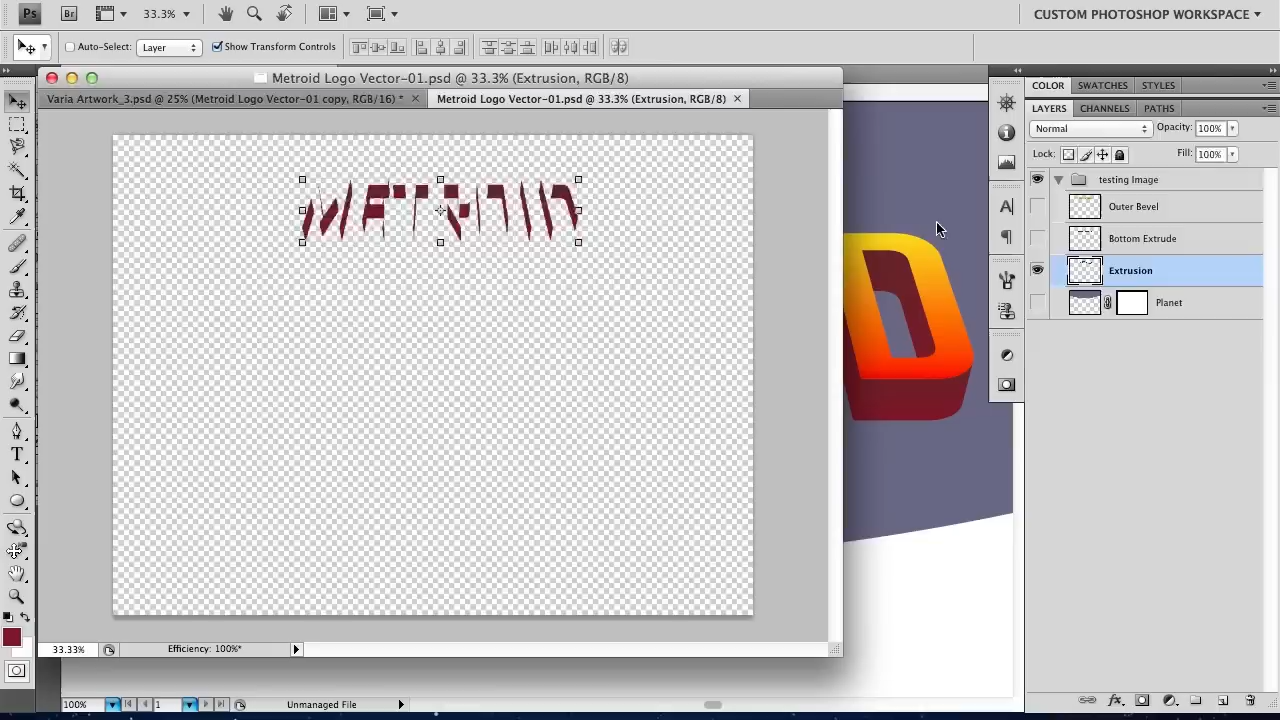 Ps Br 33.3% CUSTOM PHOTOSHOP WORKSPACE
Auto-Select: Layer Show Transform Controls
Metroid Logo Vector-01.psd @ 33.3% (Extrusion, RGB/8)
Varia Artwork_3.psd @ 25% (Metroid Logo Vector-01 copy, RGB/16) * Metroid Logo Vector-01.psd @ 33.3% (Extrusion, RGB/8)
COLOR SWATCHES STYLES
LAYERS CHANNELS PATHS
Normal Opacity: 100%
Lock: Fill: 100%
testing Image
Outer Bevel
Bottom Extrude
Extrusion
Planet
D
33.33% Efficiency: 100%*
100% 1 Unmanaged File